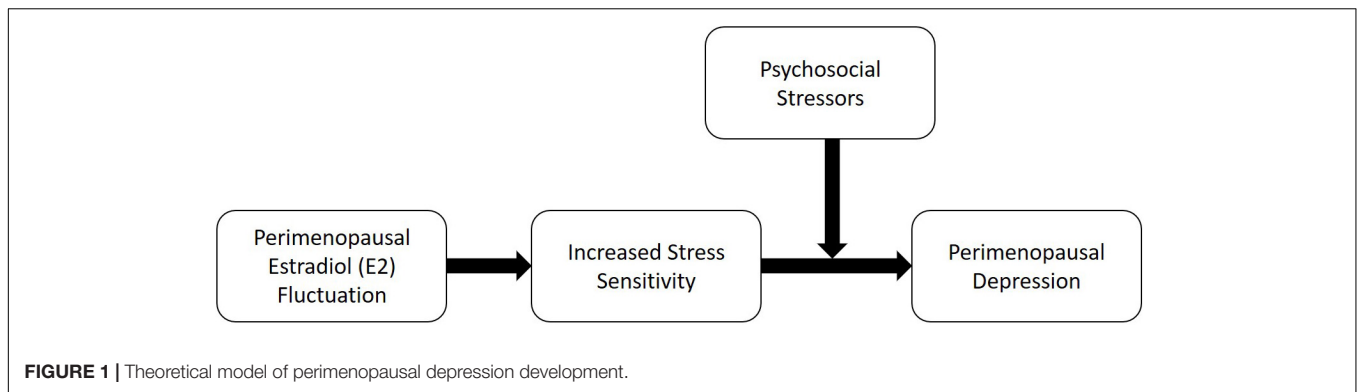 Psychosocial
Stressors
Perimenopausal
Estradiol (E2)
Fluctuation
Increased Stress
Sensitivity
Perimenopausal
Depression
FIGURE 1 | Theoretical model of perimenopausal depression development.